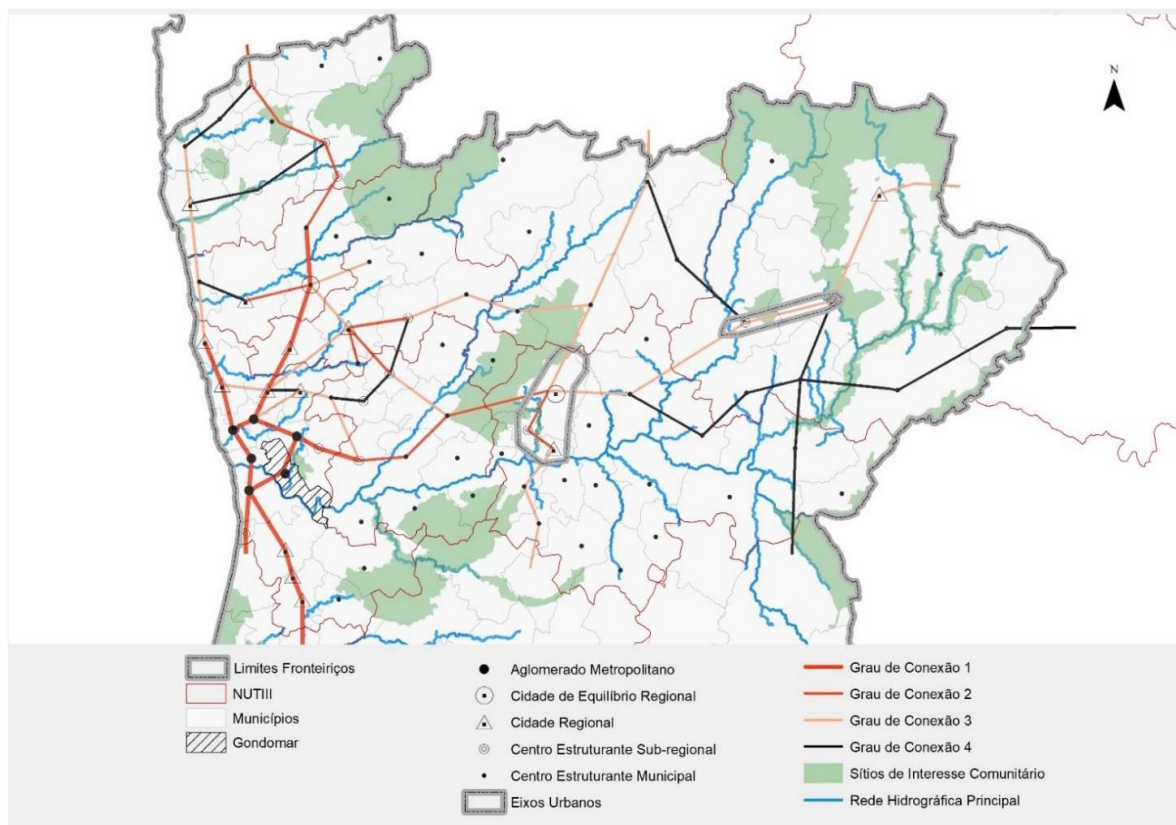 N
Limites Fronteiriços
NUTIII
Municípios
Gondomar
Aglomerado Metropolitano
Cidade de Equilíbrio Regional
Cidade Regional
Centro Estruturante Sub-regional
Centro Estruturante Municipal
Eixos Urbanos
Grau de Conexão 1
Grau de Conexão 2
Grau de Conexão 3
Grau de Conexão 4
Sítios de Interesse Comunitário
Rede Hidrográfica Principal